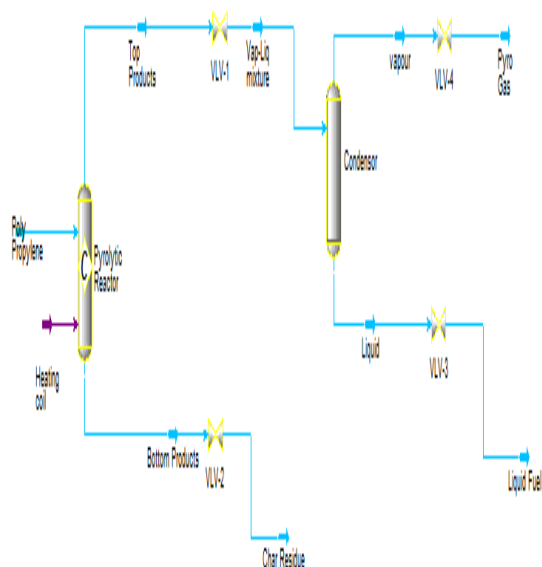 Top
Products
VLV-1
Vap-Liq
mixture
vapour
VLV-4
Pyro
Gas
Condensor
Poly
Propylene
C
Pyrolytic
Reactor
Heating
coil
Bottom Products
VLV-2
Char Residue
Liquid
VLV-3
Liquid Fuel